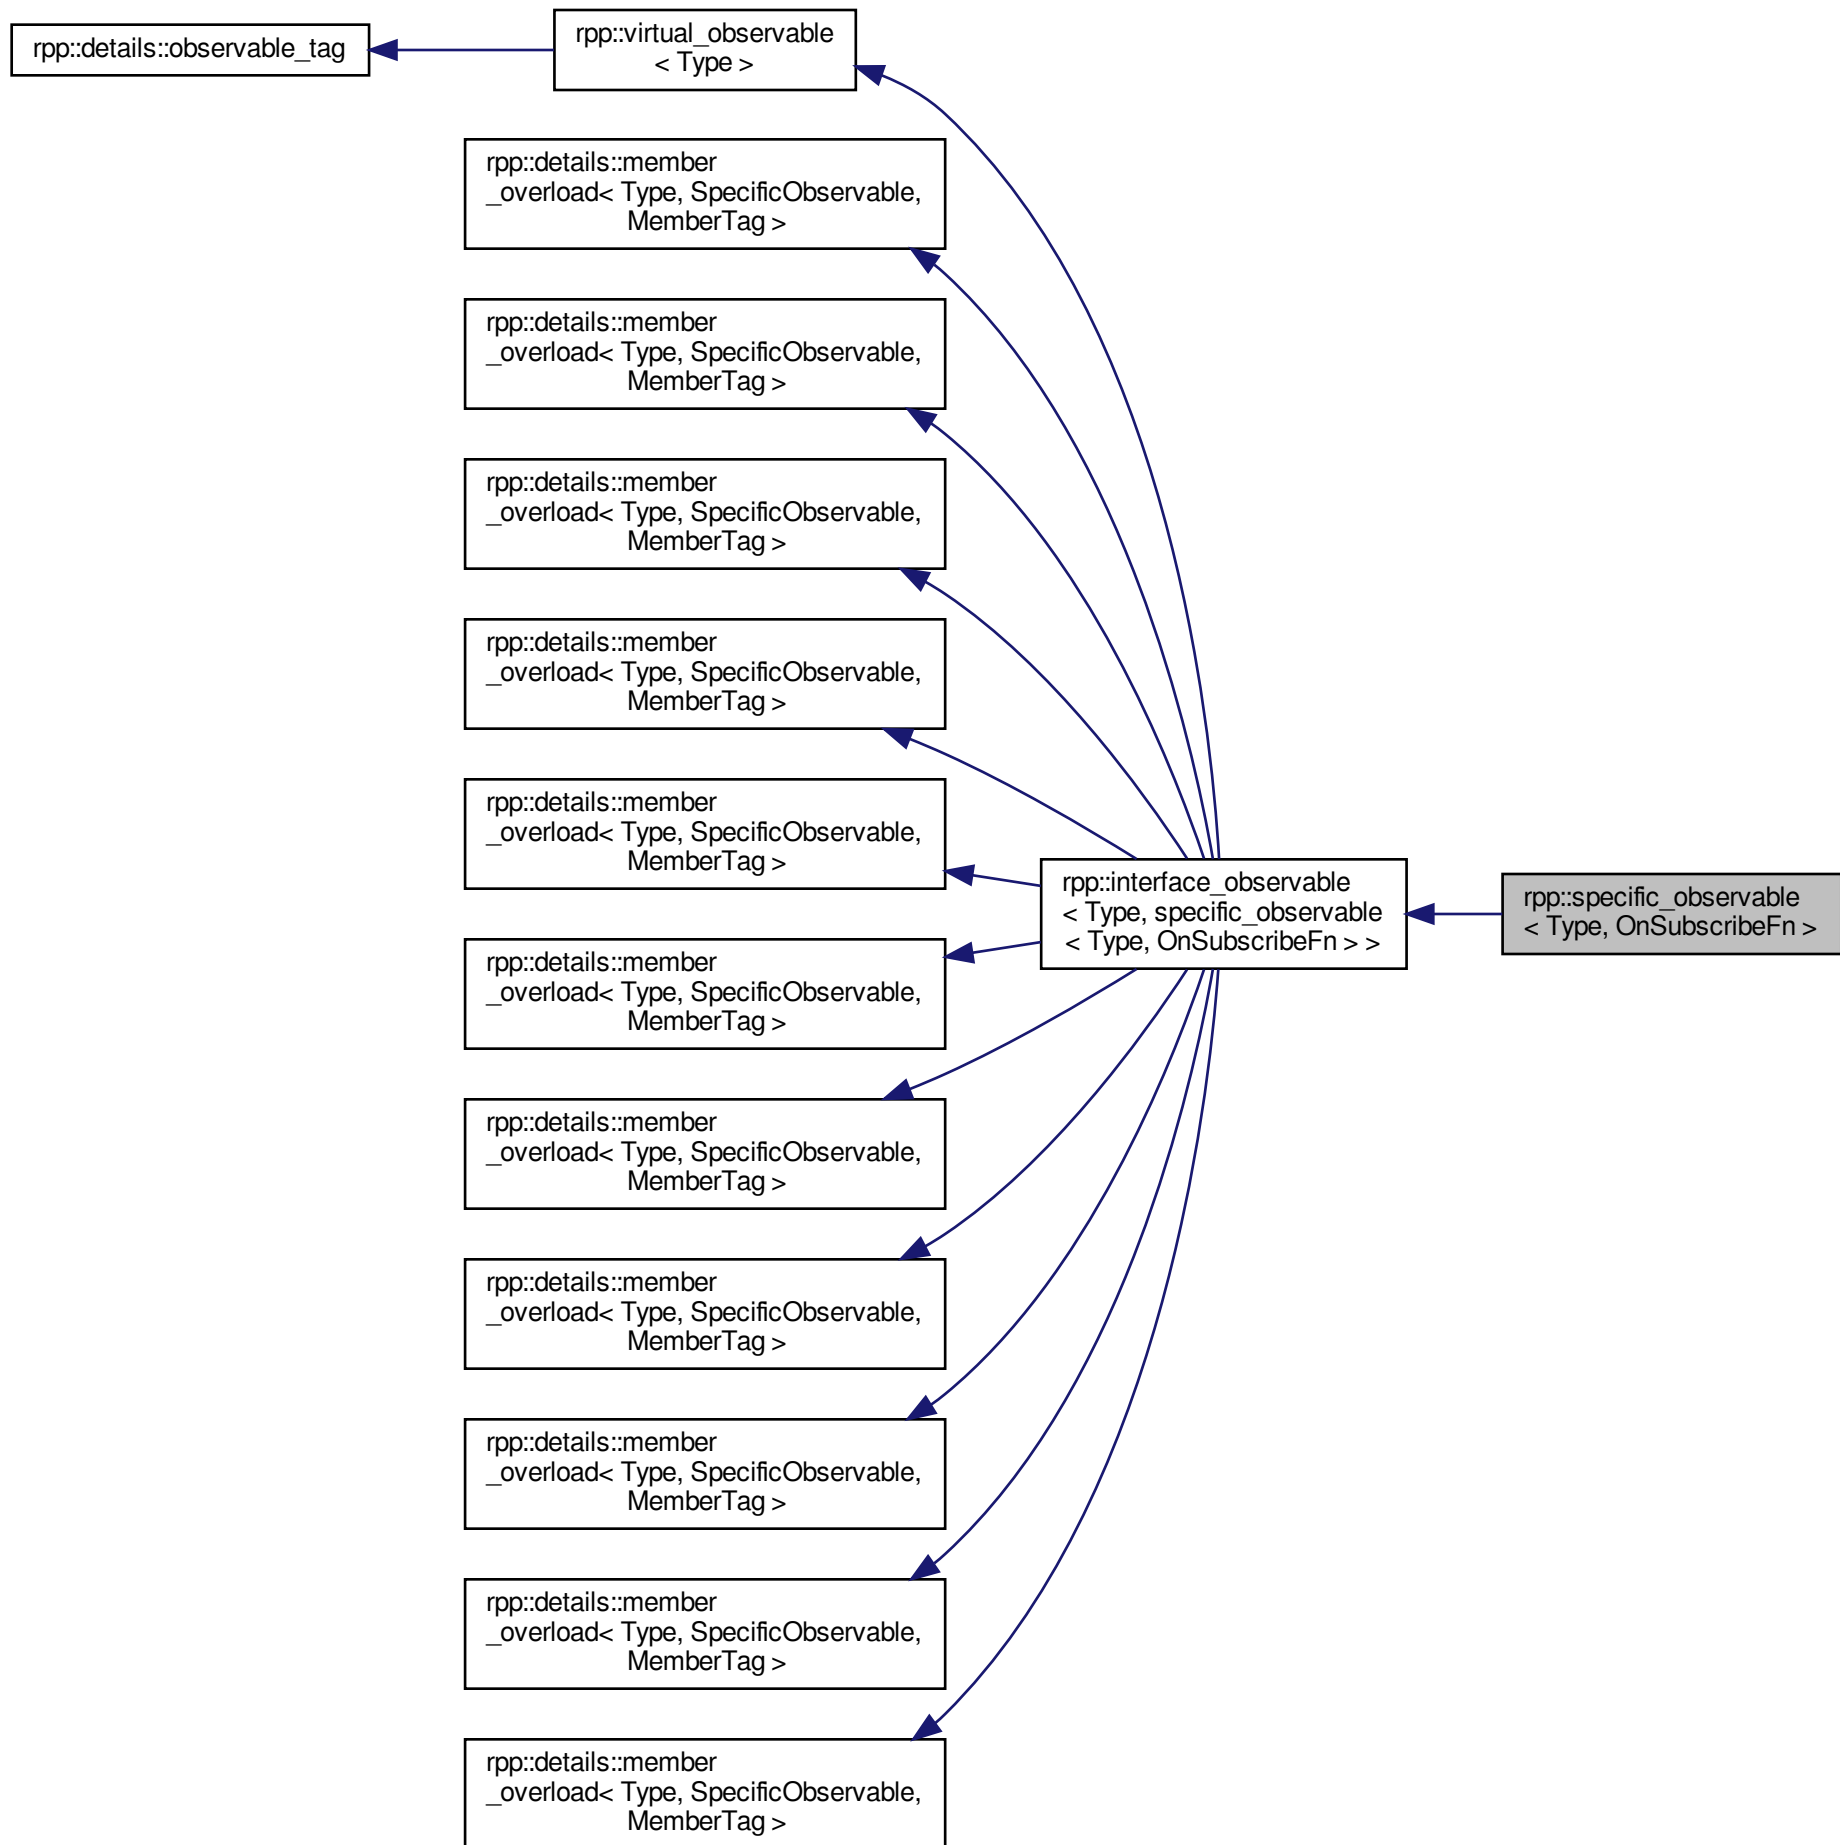 rpp::details::observable_tag
rpp::virtual_observable
< Type >
rpp::details::member
_overload< Type, SpecificObservable,
MemberTag >
rpp::details::member
_overload< Type, SpecificObservable,
MemberTag >
rpp::details::member
_overload< Type, SpecificObservable,
MemberTag >
rpp::details::member
_overload< Type, SpecificObservable,
MemberTag >
rpp::details::member
_overload< Type, SpecificObservable,
MemberTag >
rpp::details::member
_overload< Type, SpecificObservable,
MemberTag >
rpp::details::member
_overload< Type, SpecificObservable,
MemberTag >
rpp::details::member
_overload< Type, SpecificObservable,
MemberTag >
rpp::details::member
_overload< Type, SpecificObservable,
MemberTag >
rpp::details::member
_overload< Type, SpecificObservable,
MemberTag >
rpp::details::member
_overload< Type, SpecificObservable,
MemberTag >
rpp::interface_observable
< Type, specific_observable
< Type, OnSubscribeFn > >
rpp::specific_observable
< Type, OnSubscribeFn >